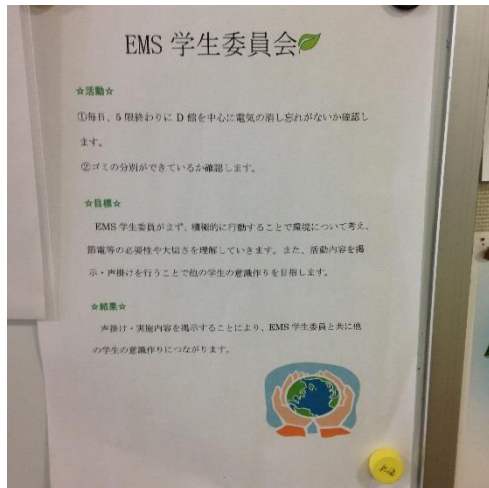 EMS 学生委員会
☆活動☆
①毎日、5 限終わりに D 館を中心に電気の消し忘れがないか確認し
ます。
②ゴミの分別ができているか確認します。
☆目標☆
EMS 学生委員がまず、積極的に行動することで環境について考え、
節電等の必要性や大切さを理解していきます。また、活動内容を掲
示・声掛けを行うことで他の学生の意識作りを目指します。
☆結果☆
声掛け・実施内容を掲示することにより、EMS 学生委員と共に他
の学生の意識作りにつながります。